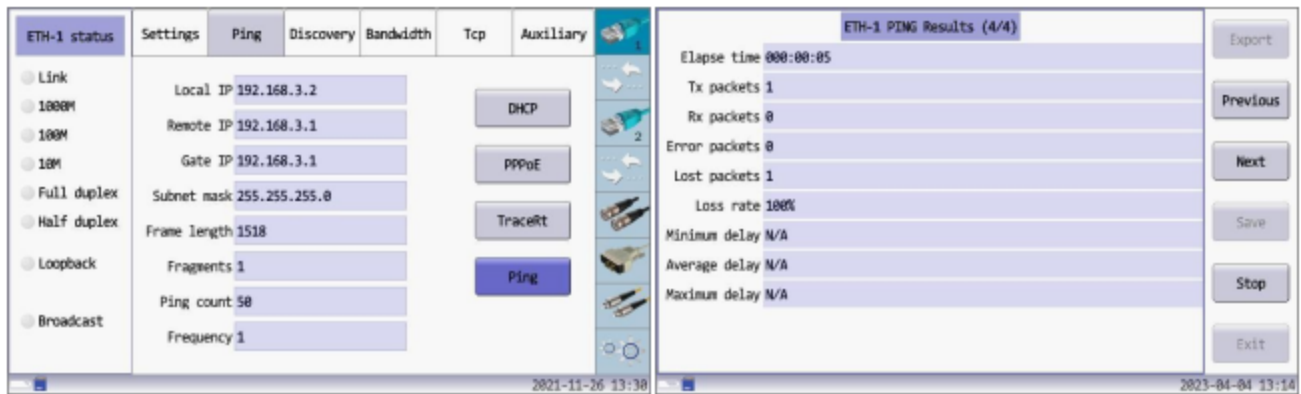 ETH-1 status
Settings
Ping
Discovery
Bandwidth
Tcp
Auxiliary
1
Link
1000M
100M
10M
Full duplex
Half duplex
Loopback
Broadcast
Local IP 192.168.3.2
Remote IP 192.168.3.1
Gate IP 192.168.3.1
Subnet mask 255.255.255.0
Frame length 1518
Fragments 1
Ping count 50
Frequency 1
DHCP
PPPoE
TraceRt
Ping
2
2021-11-26 13:30
ETH-1 PING Results (4/4)
Elapse time 000:00:05
Tx packets 1
Rx packets 0
Error packets 0
Lost packets 1
Loss rate 100%
Minimum delay N/A
Average delay N/A
Maximum delay N/A
Export
Previous
Next
Save
Stop
Exit
2023-04-04 13:14